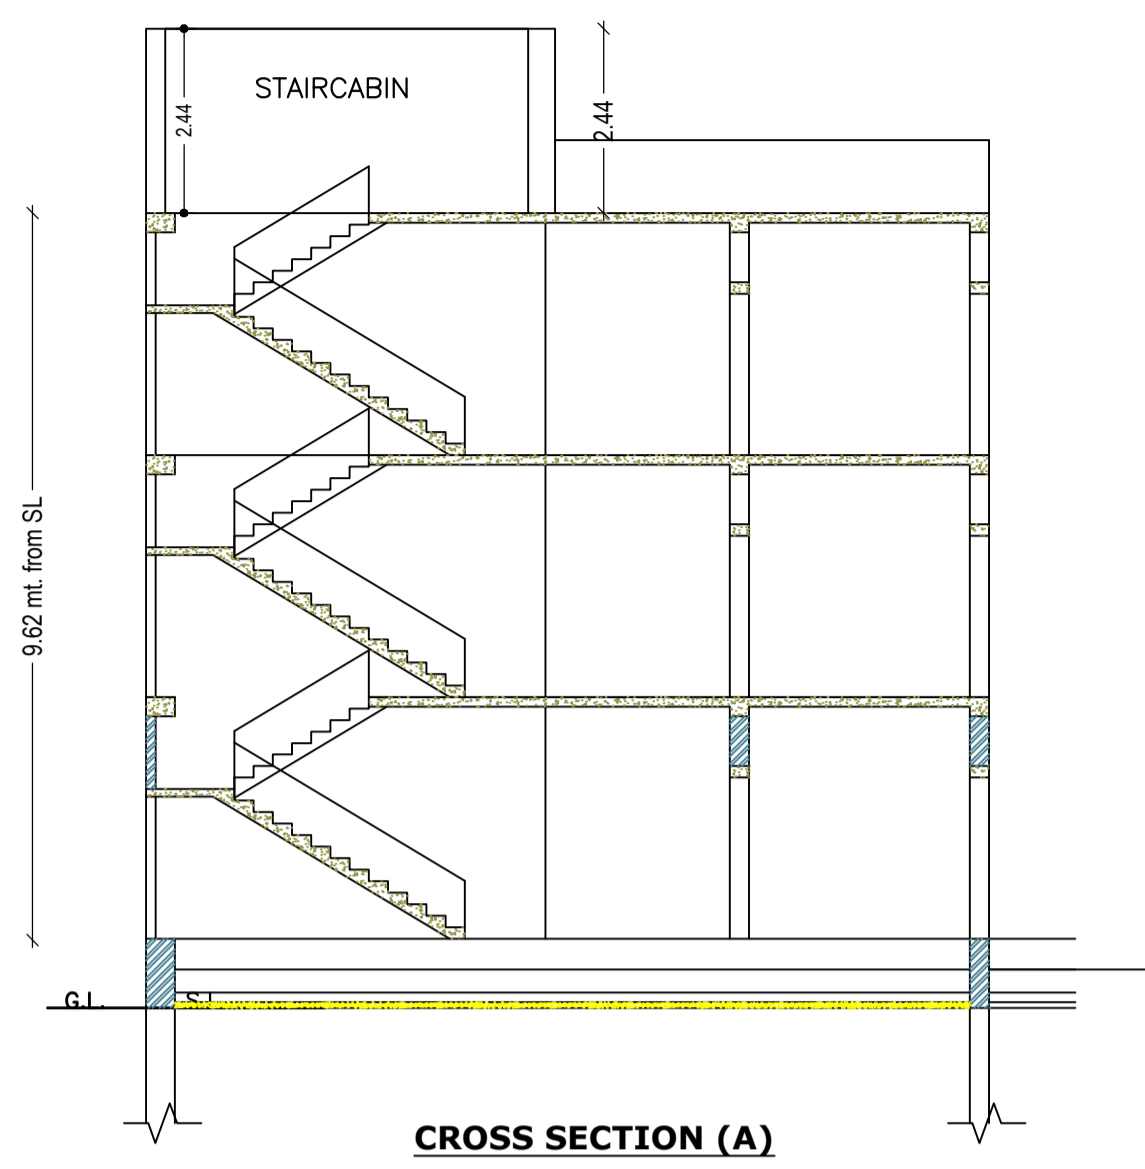 STAIRCABIN
2.44
2.44
9.62 mt. from SL
G.L.
S.L
CROSS SECTION (A)